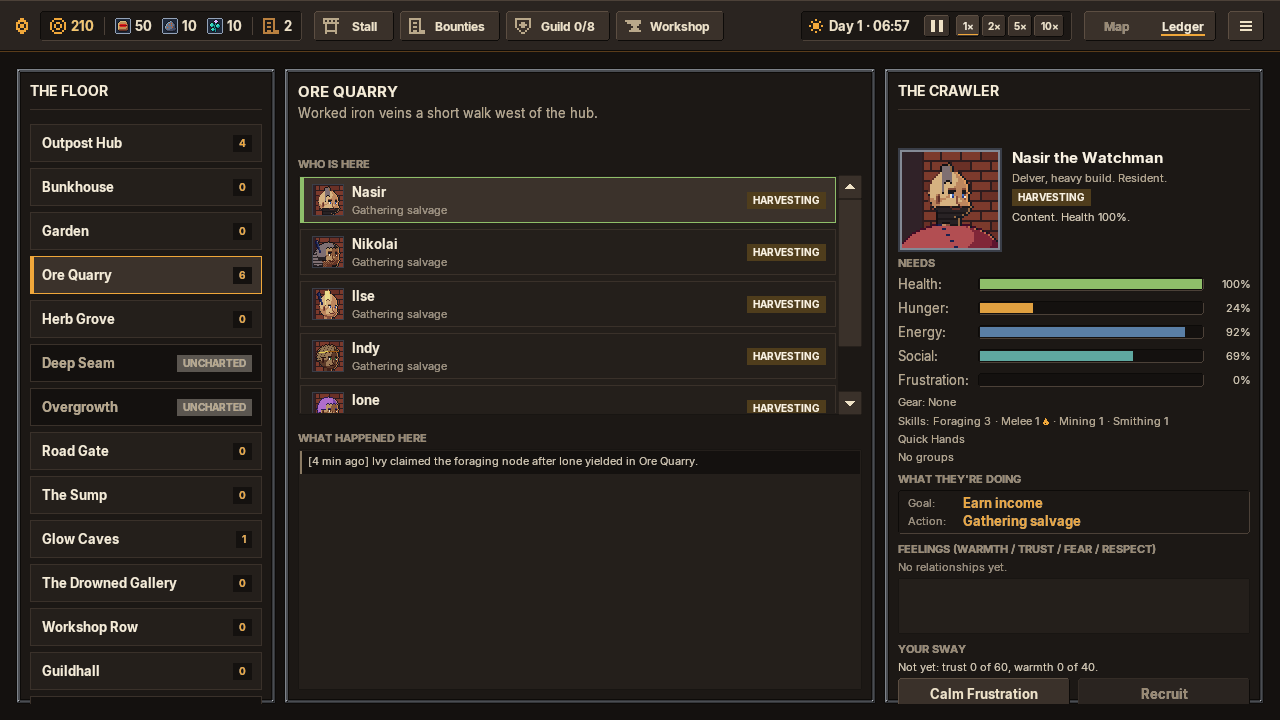 210 50 10 10 2 Stall Bounties Guild 0/8 Workshop Day 1 · 06:57 1x 2x 5x 10x Map Ledger
THE FLOOR
Outpost Hub 4
Bunkhouse 0
Garden 0
Ore Quarry 6
Herb Grove 0
Deep Seam UNCHARTED
Overgrowth UNCHARTED
Road Gate 0
The Sump 0
Glow Caves 1
The Drowned Gallery 0
Workshop Row 0
Guildhall 0
ORE QUARRY
Worked iron veins a short walk west of the hub.
WHO IS HERE
Nasir
Gathering salvage
HARVESTING
Nikolai
Gathering salvage
HARVESTING
Ilse
Gathering salvage
HARVESTING
Indy
Gathering salvage
HARVESTING
Ione
HARVESTING
WHAT HAPPENED HERE
[4 min ago] Ivy claimed the foraging node after Ione yielded in Ore Quarry.
THE CRAWLER
Nasir the Watchman
Delver, heavy build. Resident.
HARVESTING
Content. Health 100%.
NEEDS
Health: 100%
Hunger: 24%
Energy: 92%
Social: 69%
Frustration: 0%
Gear: None
Skills: Foraging 3 · Melee 1 · Mining 1 · Smithing 1
Quick Hands
No groups
WHAT THEY'RE DOING
Goal: Earn income
Action: Gathering salvage
FEELINGS (WARMTH / TRUST / FEAR / RESPECT)
No relationships yet.
YOUR SWAY
Not yet: trust 0 of 60, warmth 0 of 40.
Calm Frustration Recruit